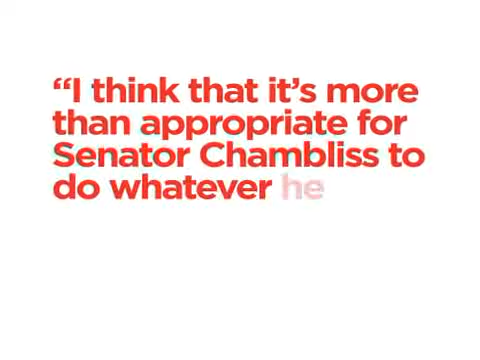 “I think that it’s more
than appropriate for
Senator Chambliss to
do whatever he